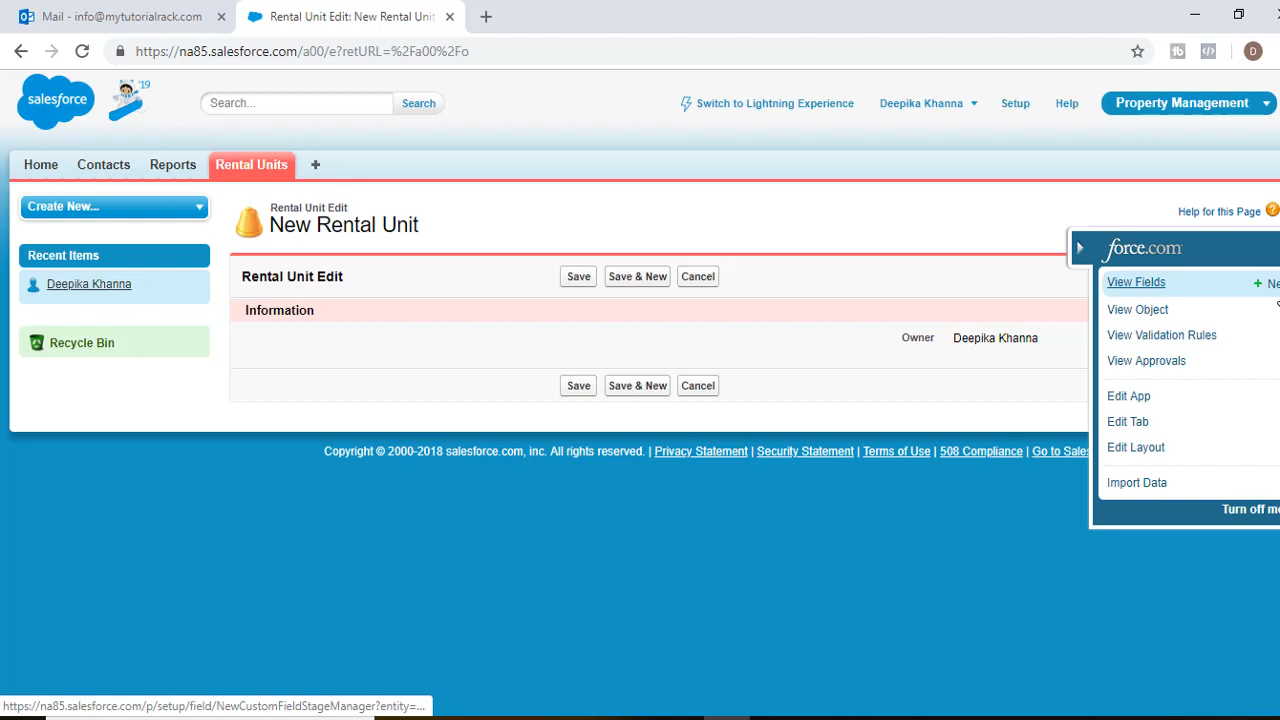 Mail - info@mytutorialrack.com
Rental Unit Edit: New Rental Unit
https://na85.salesforce.com/a00/e?retURL=%2Fa00%2Fo
D
salesforce
'19
Search...
Search
Switch to Lightning Experience
Deepika Khanna
Setup
Help
Property Management
Home
Contacts
Reports
Rental Units
Create New...
Recent Items
Deepika Khanna
Recycle Bin
Rental Unit Edit
New Rental Unit
Help for this Page
Rental Unit Edit
Save
Save & New
Cancel
Information
Owner
Deepika Khanna
Save
Save & New
Cancel
force.com
View Fields
Ne
View Object
View Validation Rules
View Approvals
Edit App
Edit Tab
Edit Layout
Import Data
Turn off m
Copyright © 2000-2018 salesforce.com, inc. All rights reserved. | Privacy Statement | Security Statement | Terms of Use | 508 Compliance | Go to Sales
https://na85.salesforce.com/p/setup/field/NewCustomFieldStageManager?entity=...